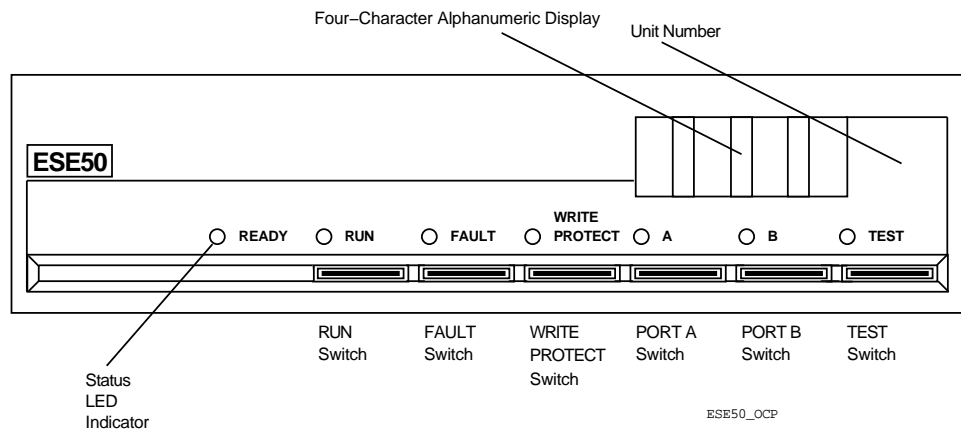 Four–Character Alphanumeric Display
Unit Number
ESE50
READY
RUN
FAULT
WRITE
PROTECT
A
B
TEST
RUN
Switch
FAULT
Switch
WRITE
PROTECT
Switch
PORT A
Switch
PORT B
Switch
TEST
Switch
Status
LED
Indicator
ESE50_OCP